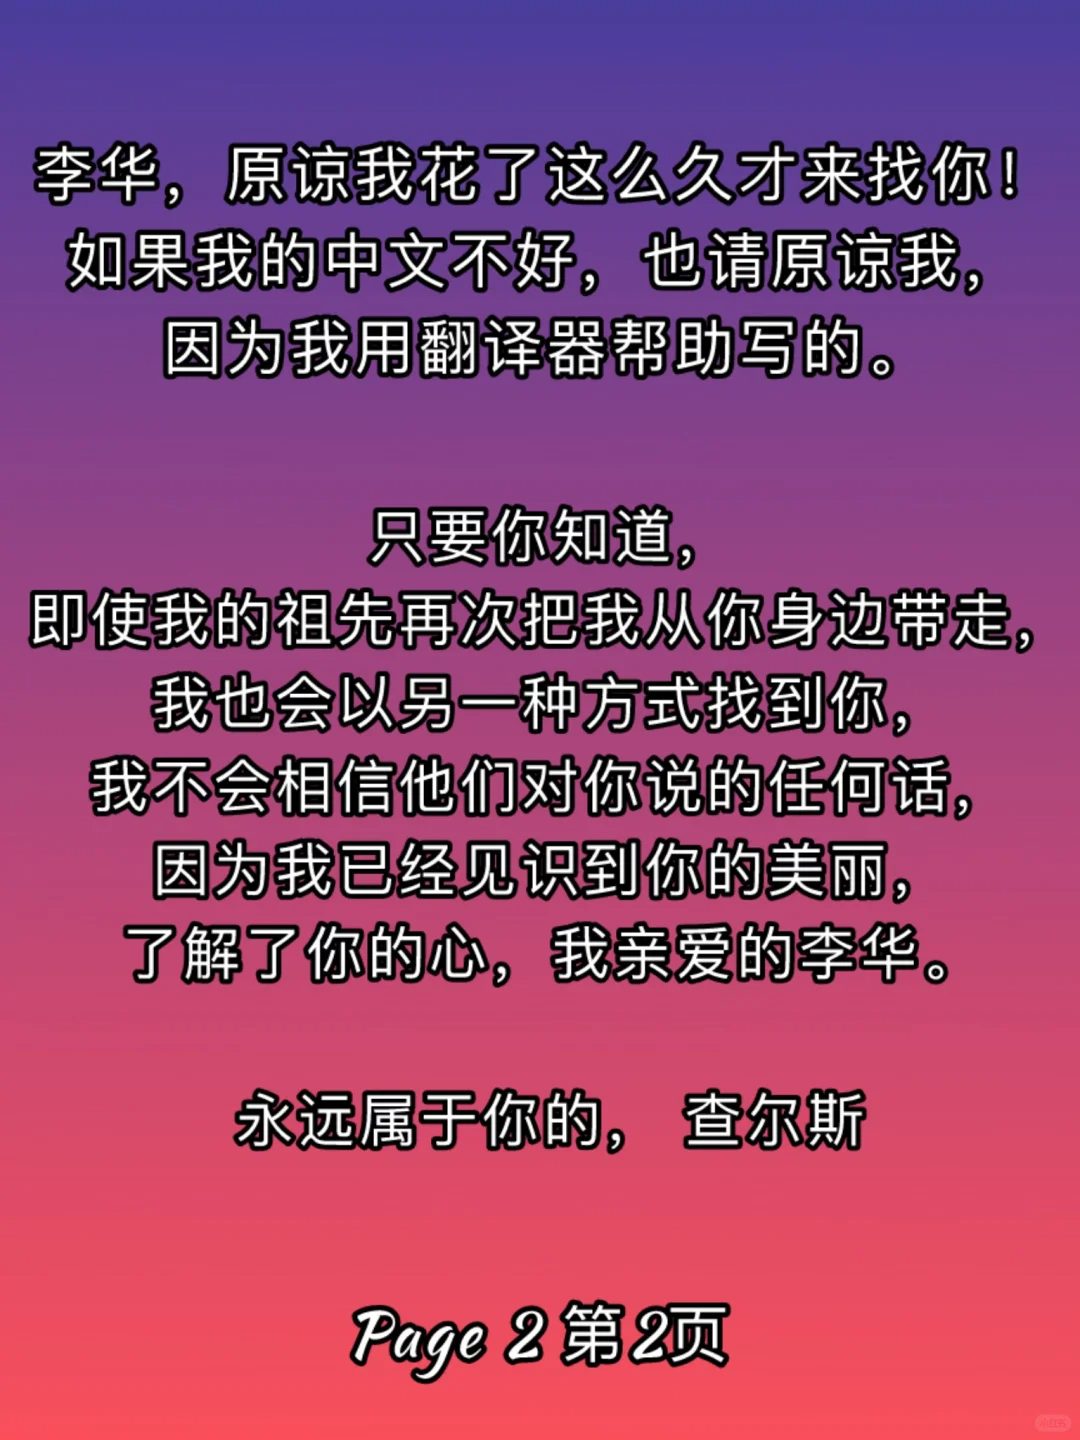 李华，原谅我花了这么久才来找你！
如果我的中文不好，也请原谅我，
因为我用翻译器帮助写的。
只要你知道，
即使我的祖先再次把我从你身边带走，
我也会以另一种方式找到你，
我不会相信他们对你说的任何话，
因为我已经见识到你的美丽，
了解了你的心，我亲爱的李华。
永远属于你的， 查尔斯
Page 2 第2页
小红书